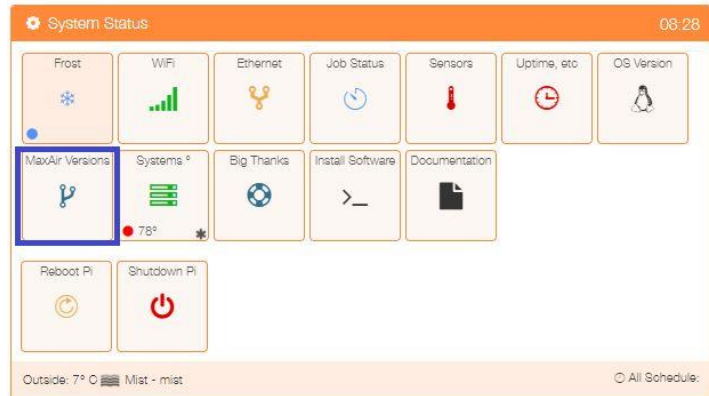 System Status 08:28
Frost WiFi Ethernet Job Status Sensors Uptime, etc OS Version
MaxAir Versions Systems ° Big Thanks Install Software Documentation
78°
Reboot Pi Shutdown Pi
Outside: 7° C Mist - mist All Schedule: